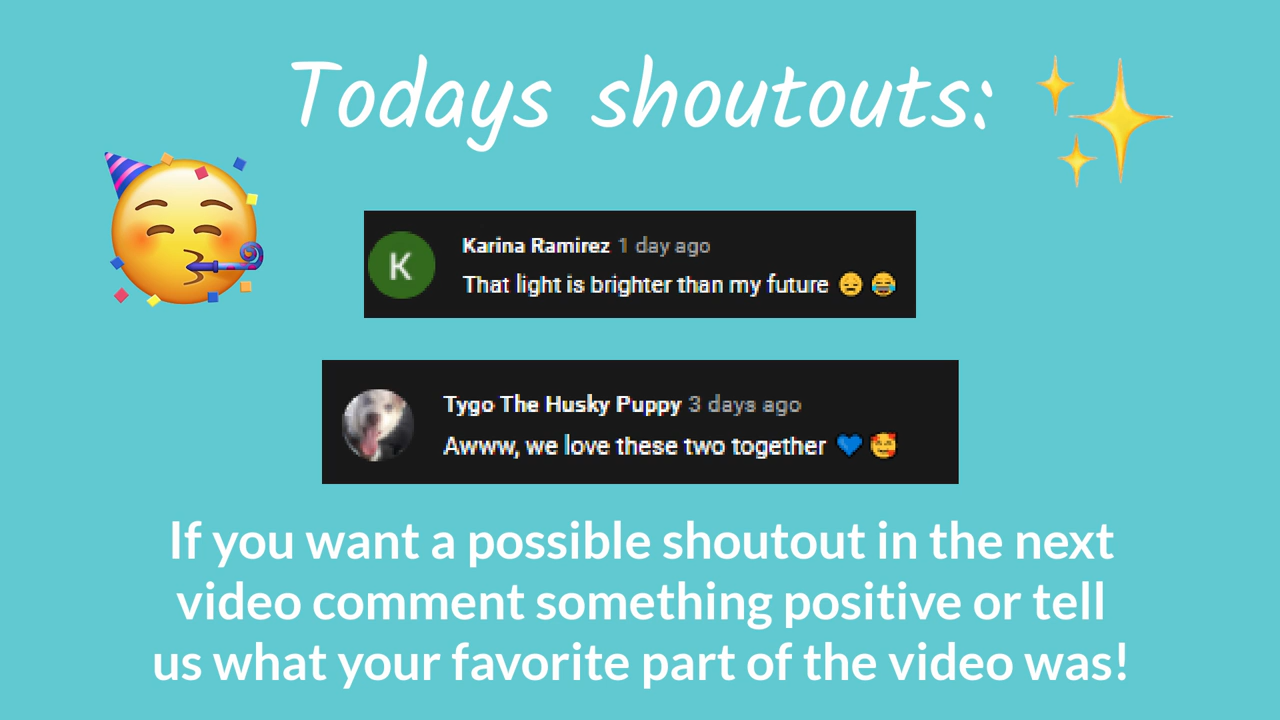 Todays shoutouts:
K
Karina Ramirez 1 day ago
That light is brighter than my future 😔 😂
Tygo The Husky Puppy 3 days ago
Awww, we love these two together 💙 🥰
If you want a possible shoutout in the next
video comment something positive or tell
us what your favorite part of the video was!